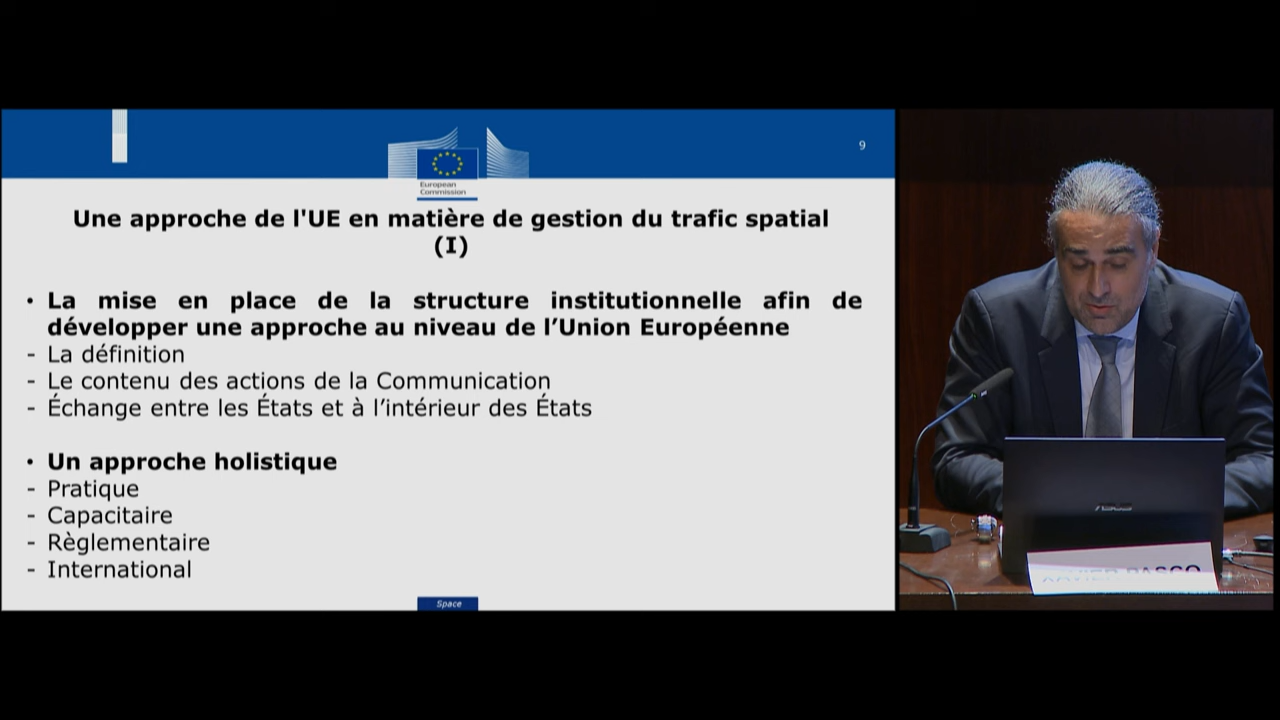 9
European
Commission
Une approche de l'UE en matière de gestion du trafic spatial
(I)
• La mise en place de la structure institutionnelle afin de
développer une approche au niveau de l’Union Européenne
- La définition
- Le contenu des actions de la Communication
- Échange entre les États et à l’intérieur des États
• Un approche holistique
- Pratique
- Capacitaire
- Règlementaire
- International
Space
ASUS